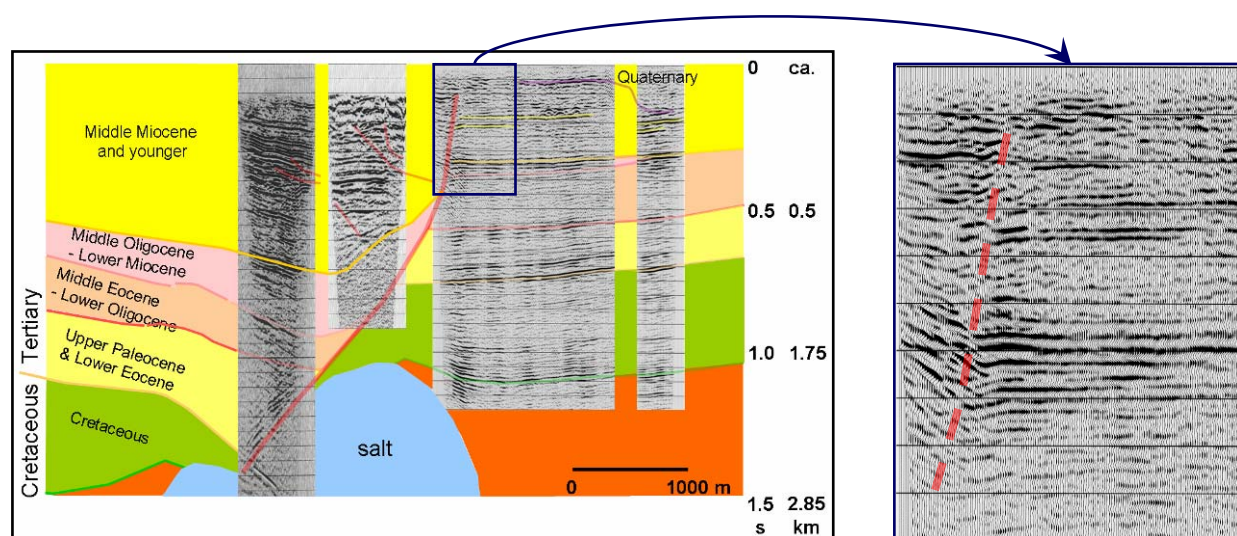 0 ca.
Quaternary
Middle Miocene
and younger
0.5 0.5
Middle Oligocene
- Lower Miocene
Middle Eocene
- Lower Oligocene
Upper Paleocene
& Lower Eocene
1.0 1.75
Cretaceous
Cretaceous Tertiary
salt
0 1000 m
1.5 2.85
s km